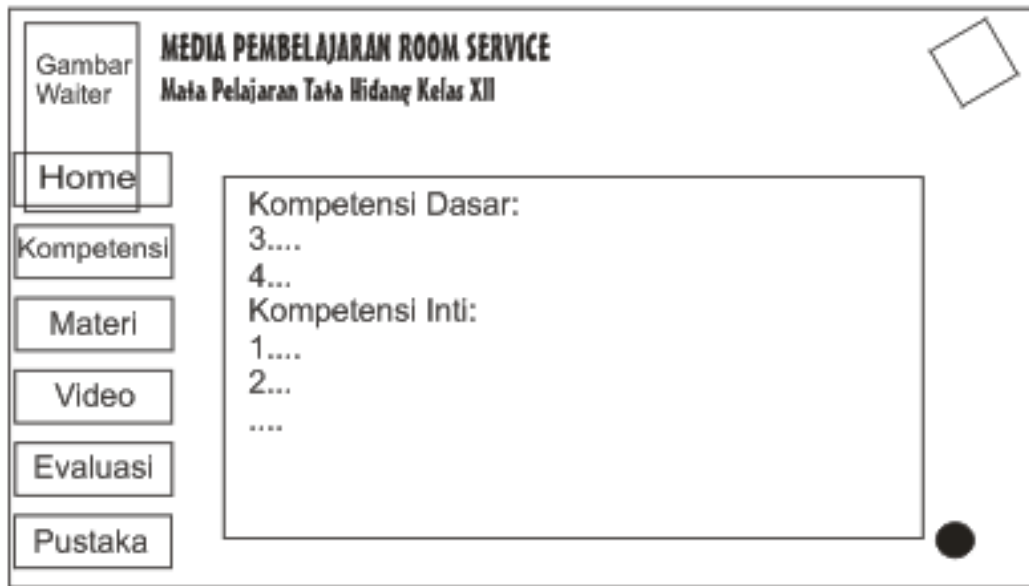 Gambar
Waiter
MEDIA PEMBELAJARAN ROOM SERVICE
Mata Pelajaran Tata Hidang Kelas XII
Home
Kompetensi
Materi
Video
Evaluasi
Pustaka
Kompetensi Dasar:
3....
4...
Kompetensi Inti:
1....
2...
....